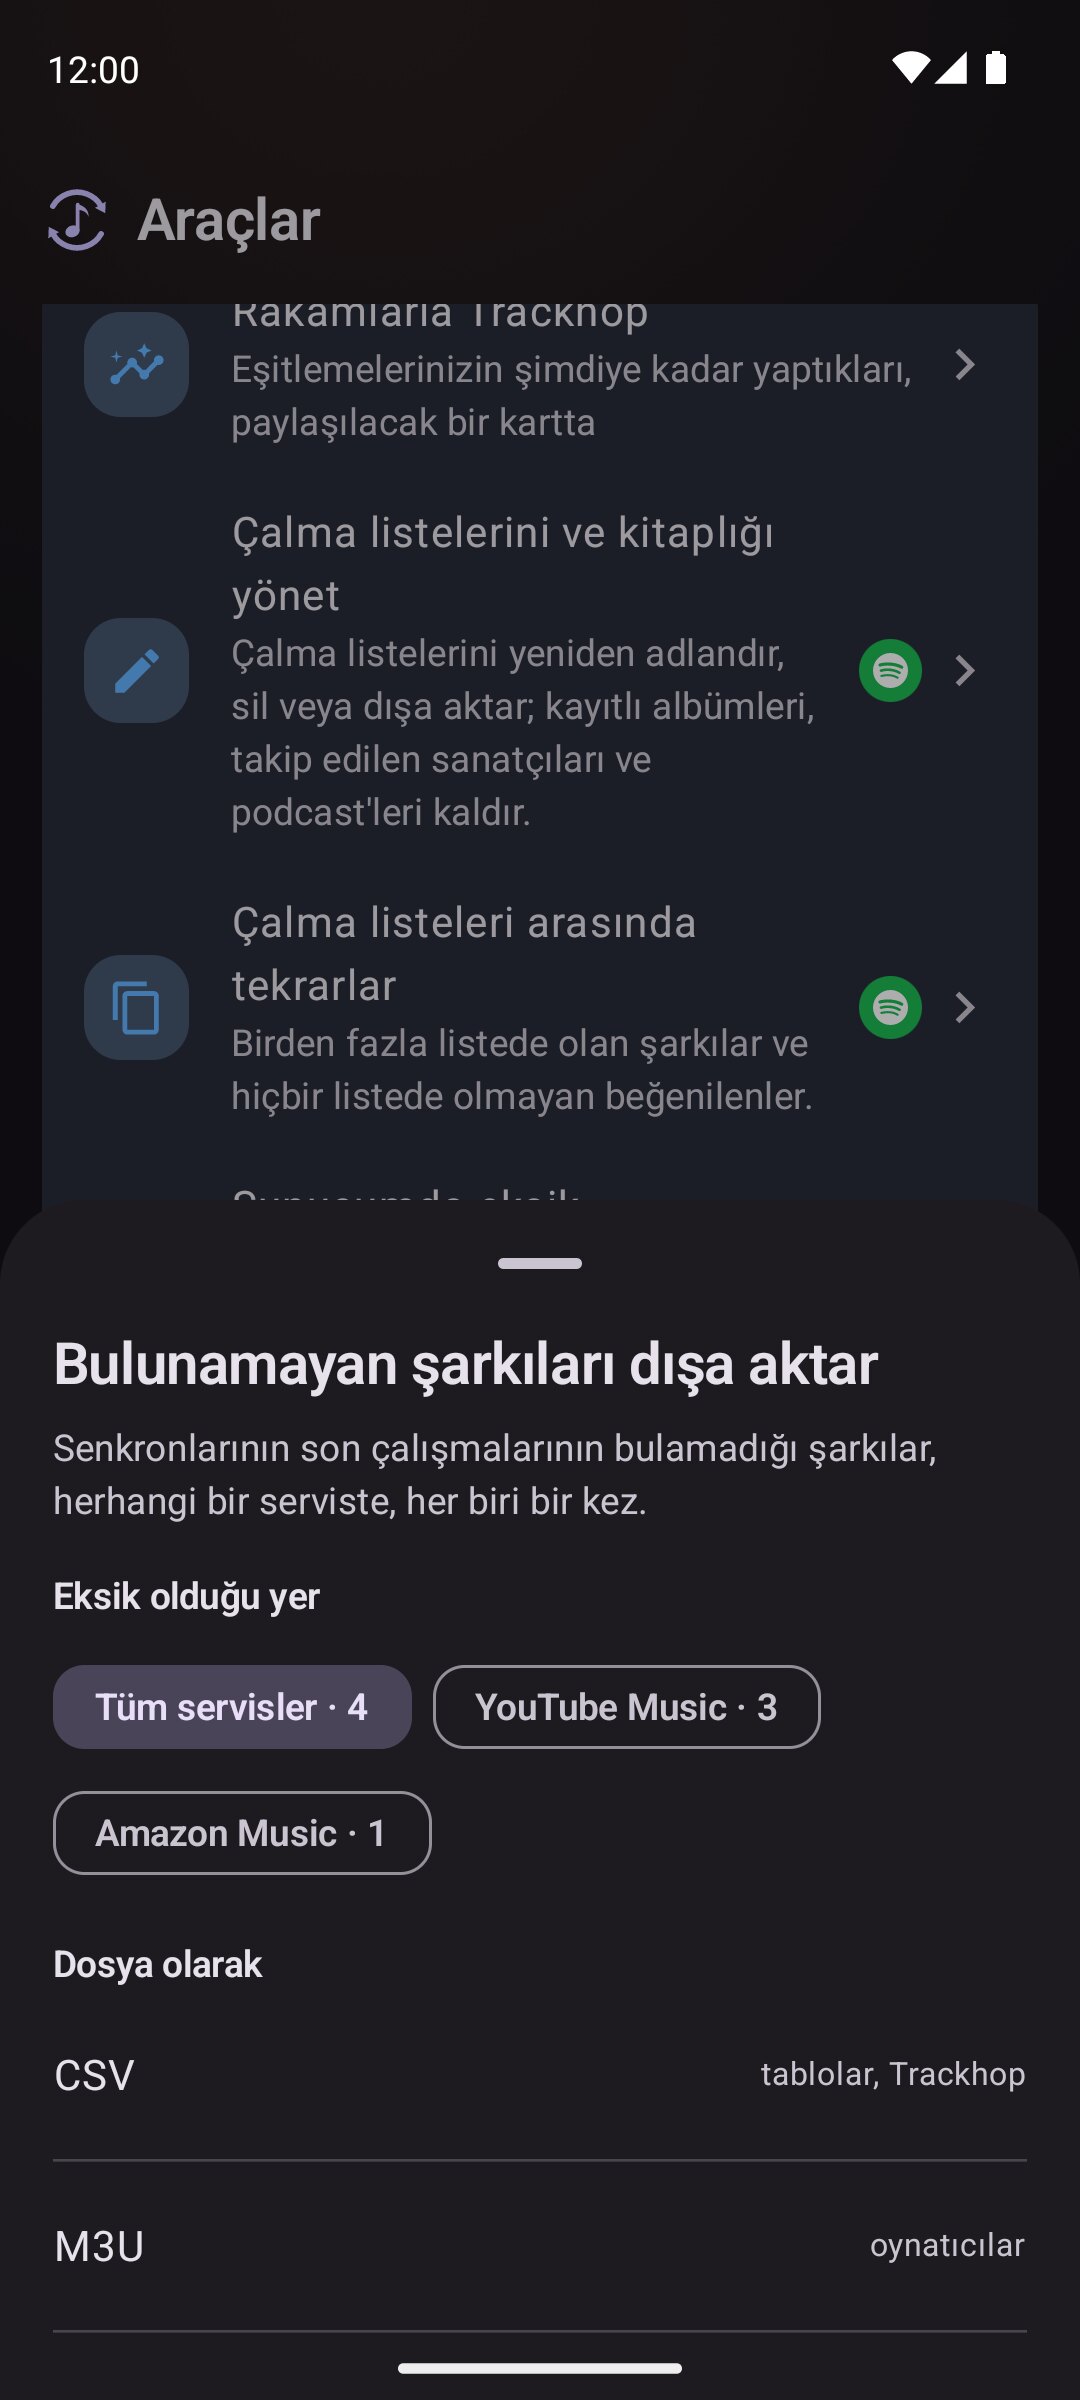 12:00
Araçlar
Rakamlarla Trackhop
Eşitlemelerinizin şimdiye kadar yaptıkları,
paylaşılacak bir kartta
Çalma listelerini ve kitaplığı
yönet
Çalma listelerini yeniden adlandır,
sil veya dışa aktar; kayıtlı albümleri,
takip edilen sanatçıları ve
podcast'leri kaldır.
Çalma listeleri arasında
tekrarlar
Birden fazla listede olan şarkılar ve
hiçbir listede olmayan beğenilenler.
Sunucumda eksik
Bulunamayan şarkıları dışa aktar
Senkronlarının son çalışmalarının bulamadığı şarkılar,
herhangi bir serviste, her biri bir kez.
Eksik olduğu yer
Tüm servisler · 4
YouTube Music · 3
Amazon Music · 1
Dosya olarak
CSV
tablolar, Trackhop
M3U
oynatıcılar